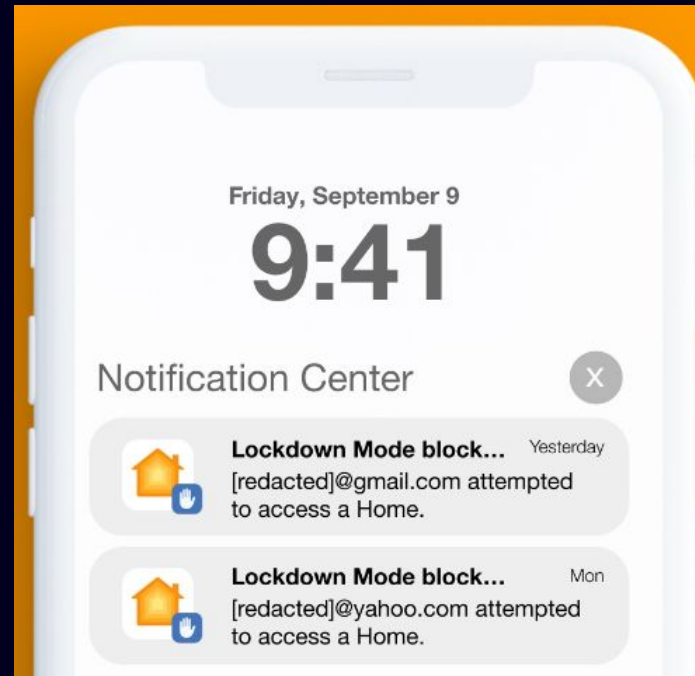 Friday, September 9
9:41
Notification Center
X
Lockdown Mode block... Yesterday
[redacted]@gmail.com attempted
to access a Home.
Lockdown Mode block... Mon
[redacted]@yahoo.com attempted
to access a Home.